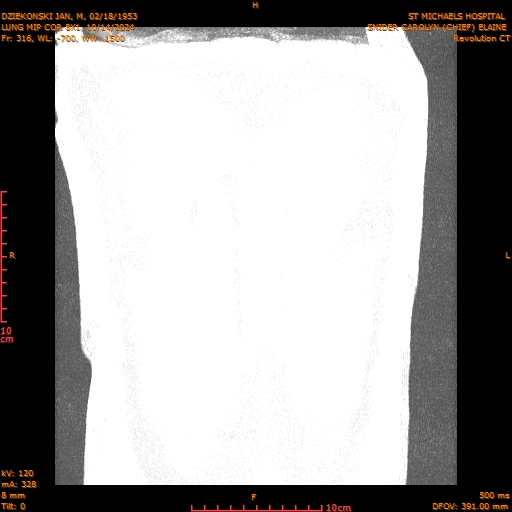 H
DZIEKONSKI JAN, M, 02/18/1953
LUNG MIP COR 8X1, 10/14/2024
Fr: 316, WL: -700, WW: 1500
ST MICHAELS HOSPITAL
SNIDER CAROLYN (CHIEF) ELAINE
Revolution CT
R
L
10
cm
kV: 120
mA: 328
8 mm
Tilt: 0
F
10cm
500 ms
DFOV: 391.00 mm